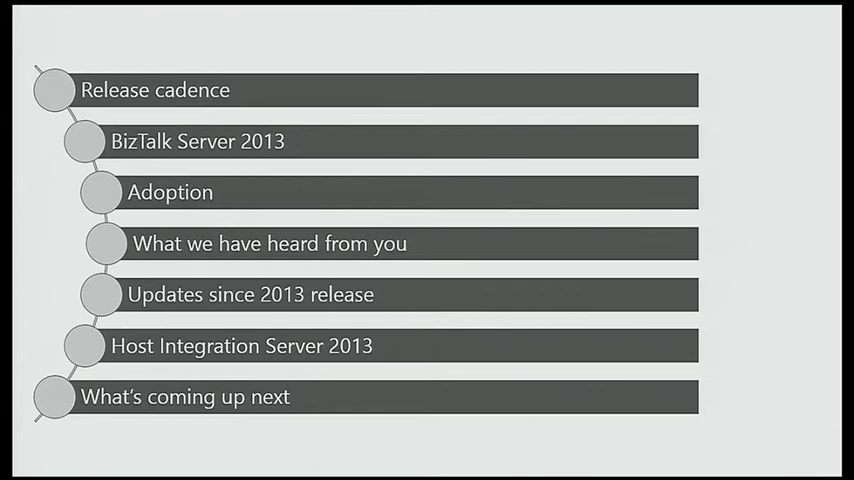 Release cadence
BizTalk Server 2013
Adoption
What we have heard from you
Updates since 2013 release
Host Integration Server 2013
What's coming up next